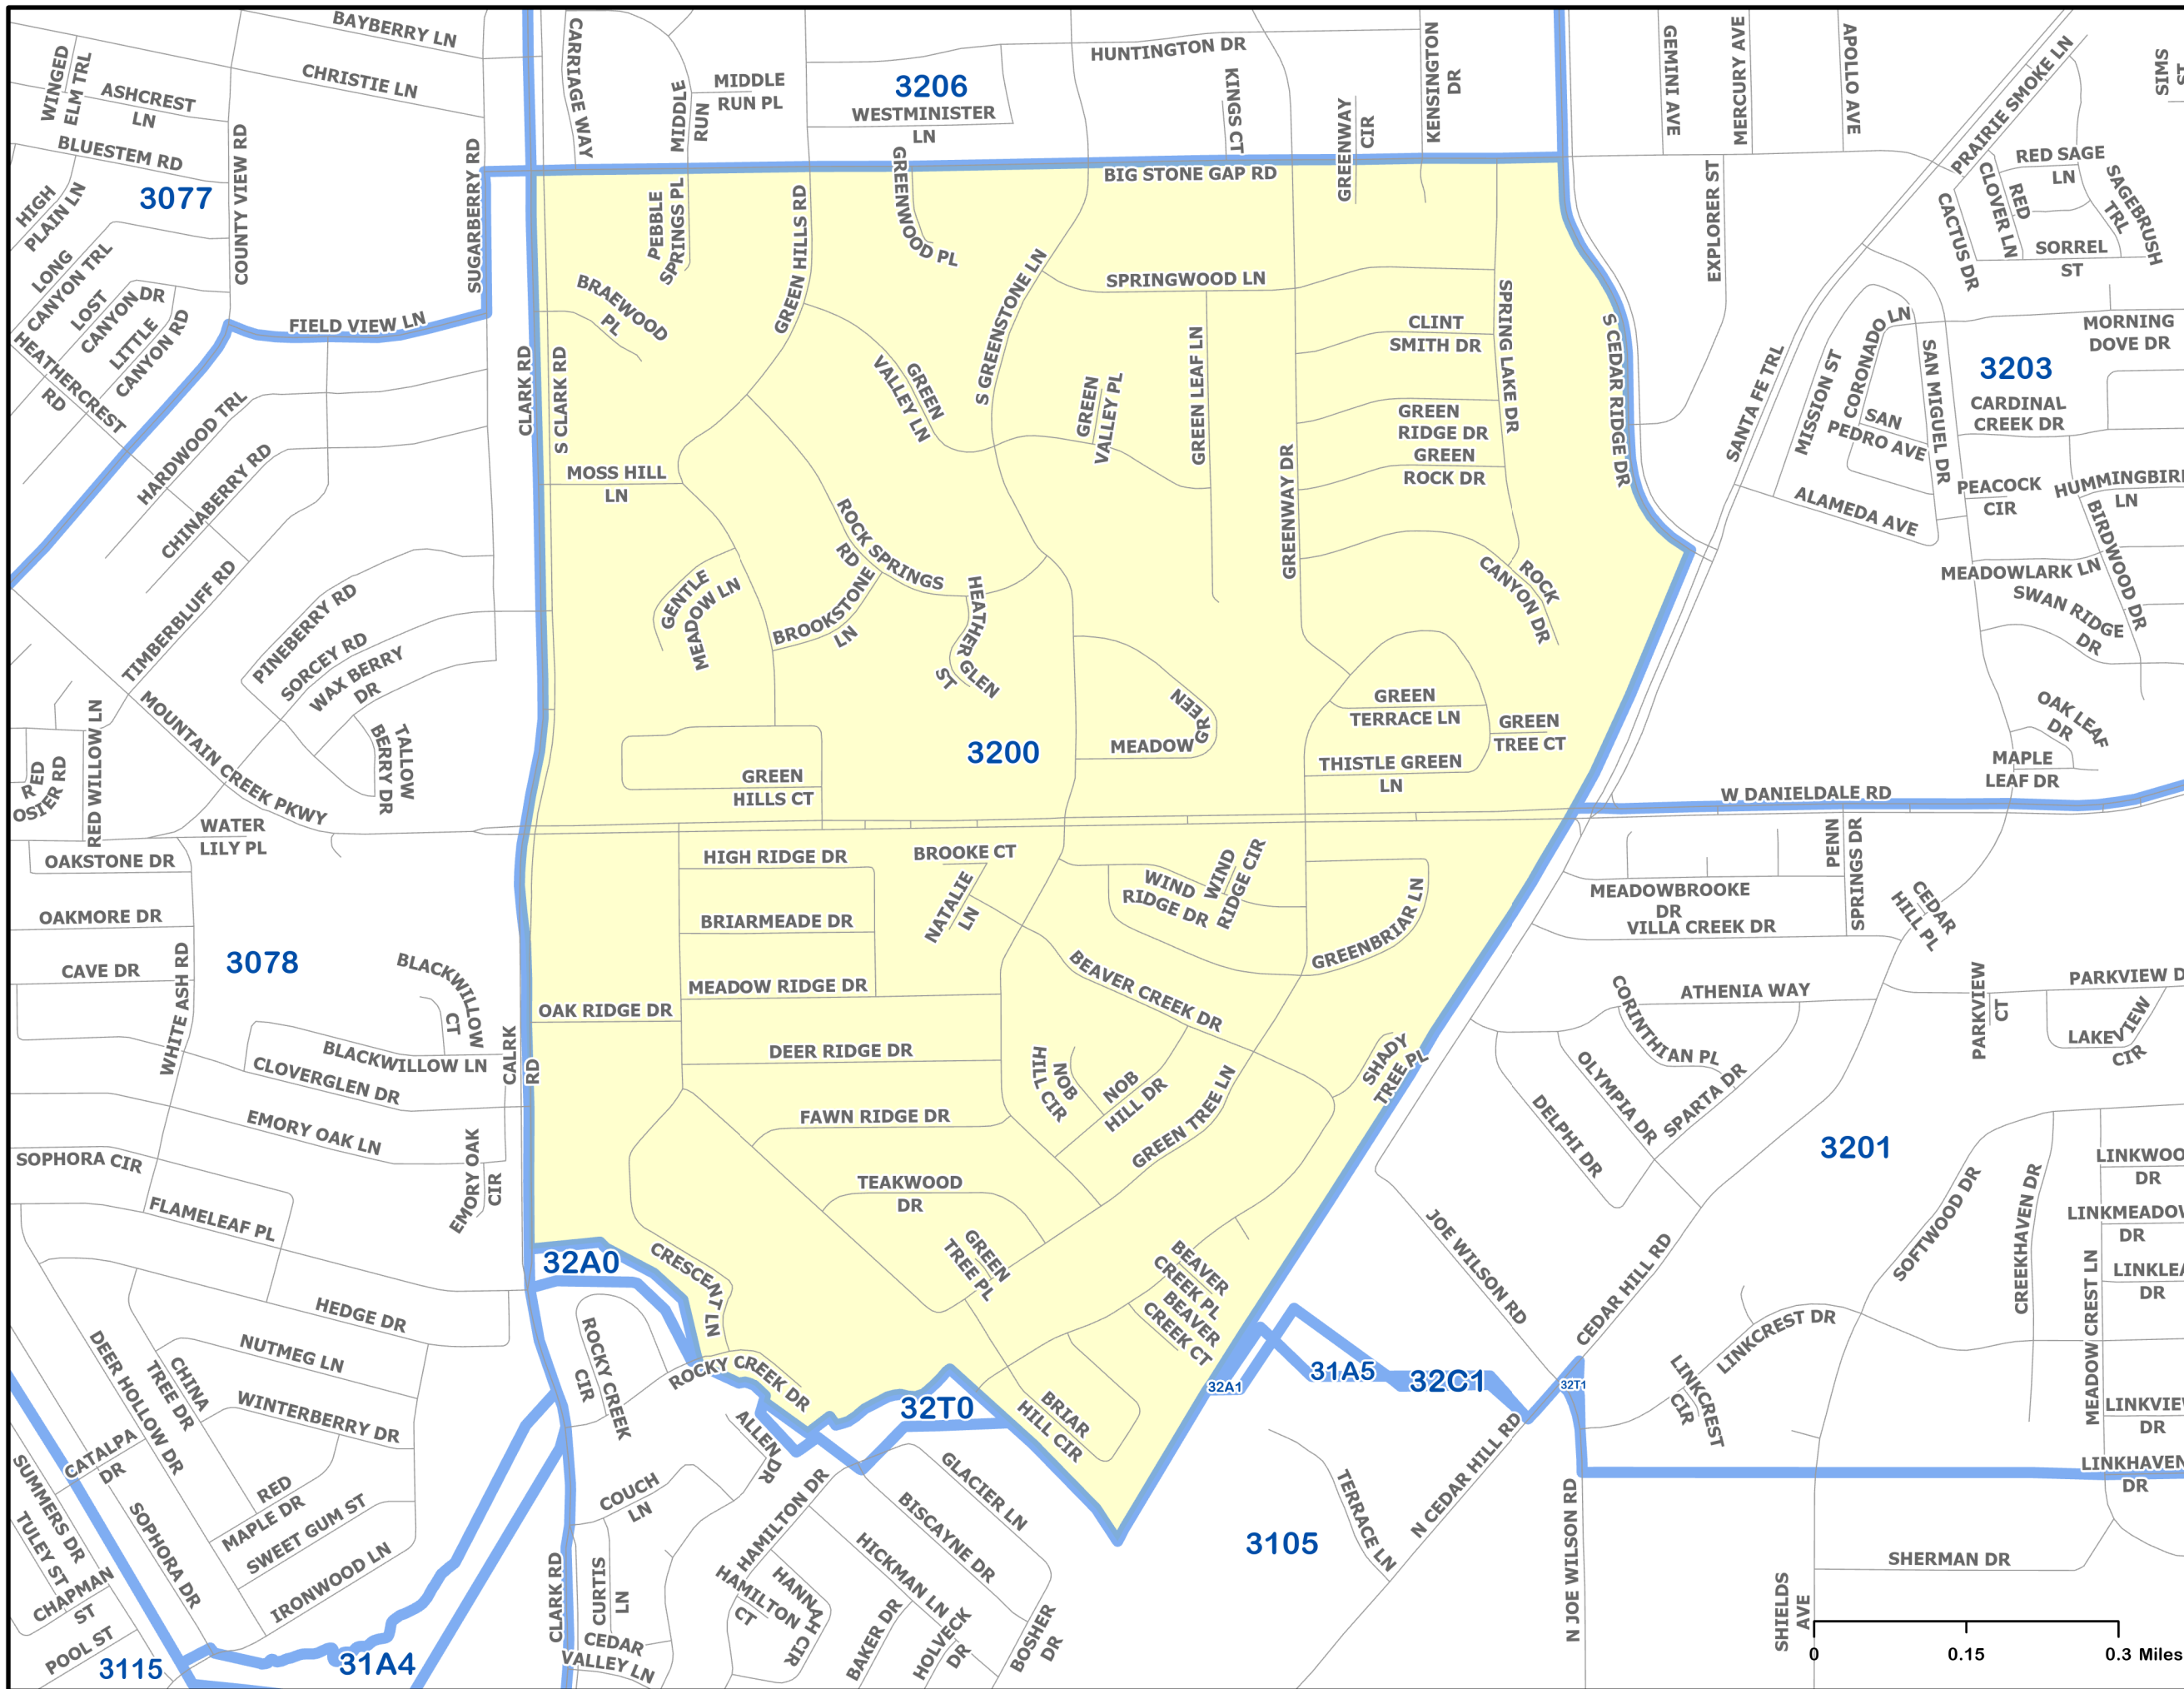 BAYBERRY LN
CARRIAGE WAY
HUNTINGTON DR
KENSINGTON
DR
GEMINI AVE
MERCURY AVE
APOLLO AVE
PRAIRIE SMOKE LN
SIMS
ST
WINGED
ELM TRL
ASHCREST
LN
CHRISTIE LN
MIDDLE
RUN
MIDDLE
RUN PL
3206
WESTMINISTER
LN
KINGS CT
GREENWAY
CIR
BLUESTEM RD
3077
HIGH
PLAIN LN
COUNTY VIEW RD
SUGARBERRY RD
BIG STONE GAP RD
EXPLORER ST
RED SAGE
LN
CLOVER LN
RED
SAGEBRUSH
TRL
CACTUS DR
SORREL
ST
PEBBLE
SPRINGS PL
GREEN HILLS RD
GREENWOOD PL
LONG
CANYON TRL
LOST
CANYON DR
LITTLE
CANYON RD
FIELD VIEW LN
BRAEWOOD
PL
S GREENSTONE LN
SPRINGWOOD LN
SPRING LAKE DR
S CEDAR RIDGE DR
CLINT
SMITH DR
MORNING
DOVE DR
3203
HEATHERCREST
RD
HARDWOOD TRL
CHINABERRY RD
CLARK RD
S CLARK RD
GREEN
VALLEY LN
GREEN
VALLEY PL
GREEN LEAF LN
GREENWAY DR
GREEN
RIDGE DR
GREEN
ROCK DR
SANTA FE TRL
MISSION ST
CORONADO LN
SAN
PEDRO AVE
SAN MIGUEL DR
CARDINAL
CREEK DR
PEACOCK
CIR
HUMMINGBIR
LN
BIRDWOOD DR
ALAMEDA AVE
MOSS HILL
LN
ROCK SPRINGS
RD
BROOKSTONE
LN
GENTLE
MEADOW LN
HEATHER GLEN
ST
ROCK
CANYON DR
MEADOWLARK LN
SWAN RIDGE
DR
TIMBERBLUFF RD
PINEBERRY RD
SORCEY RD
WAX BERRY
DR
TALLOW
BERRY DR
MOUNTAIN CREEK PKWY
RED WILLOW LN
RED
OSIER RD
WATER
LILY PL
OAKSTONE DR
3200
GREEN
MEADOW
GREEN
HILLS CT
GREEN
TERRACE LN
GREEN
TREE CT
THISTLE GREEN
LN
OAK LEAF
DR
MAPLE
LEAF DR
W DANIELDALE RD
HIGH RIDGE DR
BROOKE CT
NATALIE
LN
BRIARMEADE DR
WIND
RIDGE DR
WIND
RIDGE CIR
GREENBRIAR LN
MEADOWBROOKE
DR
PENN
SPRINGS DR
VILLA CREEK DR
CEDAR
HILL PL
OAKMORE DR
CAVE DR
3078
WHITE ASH RD
BLACKWILLOW
CT
BLACKWILLOW LN
CLOVERGLEN DR
EMORY OAK LN
EMORY OAK
CIR
CALRK
RD
MEADOW RIDGE DR
OAK RIDGE DR
DEER RIDGE DR
BEAVER CREEK DR
NOB
HILL CIR
NOB
HILL DR
GREEN TREE LN
SHADY
TREE PL
FAWN RIDGE DR
TEAKWOOD
DR
ATHENIA WAY
CORINTHIAN PL
OLYMPIA DR
SPARTA DR
DELPHI DR
PARKVIEW
CT
PARKVIEW D
LAKEVIEW
CIR
3201
SOPHORA CIR
FLAMELEAF PL
HEDGE DR
NUTMEG LN
WINTERBERRY DR
CHINA
TREE DR
DEER HOLLOW DR
32A0
CRESCENT LN
GREEN
TREE PL
BEAVER
CREEK PL
BEAVER
CREEK CT
JOE WILSON RD
CEDAR HILL RD
SOFTWOOD DR
CREEKHAVEN DR
LINKWOO
DR
LINKMEADOW
DR
LINKLEA
DR
MEADOW CREST LN
LINKVIEW
DR
LINKHAVEN
DR
LINKCREST DR
LINKCREST
CIR
ROCKY CREEK
CIR
ROCKY CREEK DR
32T0
BRIAR
HILL CIR
32A1
31A5
32C1
32T1
CATALPA
DR
SUMMERS DR
TULEY ST
CHAPMAN
ST
POOL ST
3115
SOPHORA DR
RED
MAPLE DR
SWEET GUM ST
IRONWOOD LN
31A4
ALLEN DR
COUCH
LN
CLARK RD
CURTIS
LN
CEDAR
VALLEY LN
HAMILTON DR
HAMILTON
CT
HANNAH CIR
GLACIER LN
BISCAYNE DR
HICKMAN LN
BAKER DR
HOLVECK
DR
BOSHER
DR
3105
TERRACE LN
N CEDAR HILL RD
N JOE WILSON RD
SHERMAN DR
SHIELDS
AVE
0 0.15 0.3 Miles